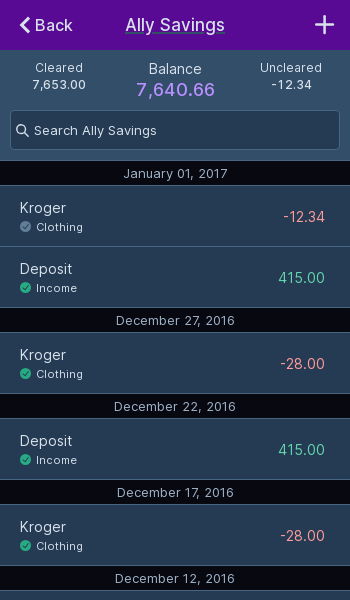 Back
Ally Savings
Cleared
7,653.00
Balance
7,640.66
Uncleared
-12.34
Search Ally Savings
January 01, 2017
Kroger
-12.34
Clothing
Deposit
415.00
Income
December 27, 2016
Kroger
-28.00
Clothing
December 22, 2016
Deposit
415.00
Income
December 17, 2016
Kroger
-28.00
Clothing
December 12, 2016